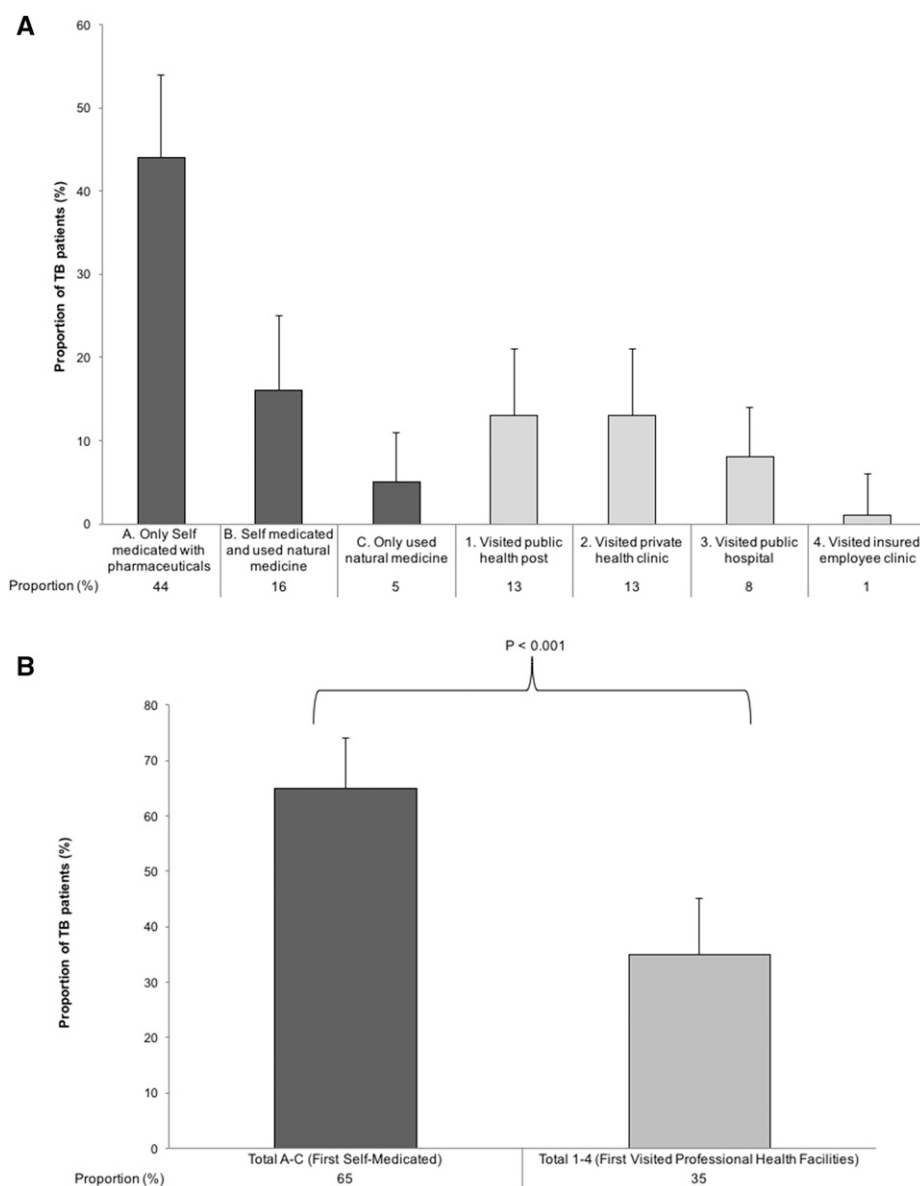 A
60
50
40
30
20
10
0
Proportion of TB patients (%)
A. Only Self medicated with pharmaceuticals
B. Self medicated and used natural medicine
C. Only used natural medicine
1. Visited public health post
2. Visited private health clinic
3. Visited public hospital
4. Visited insured employee clinic
Proportion (%) 44 16 5 13 13 8 1
B
P < 0.001
80
70
60
50
40
30
20
10
0
Proportion of TB patients (%)
Total A-C (First Self-Medicated) Total 1-4 (First Visited Professional Health Facilities)
Proportion (%) 65 35